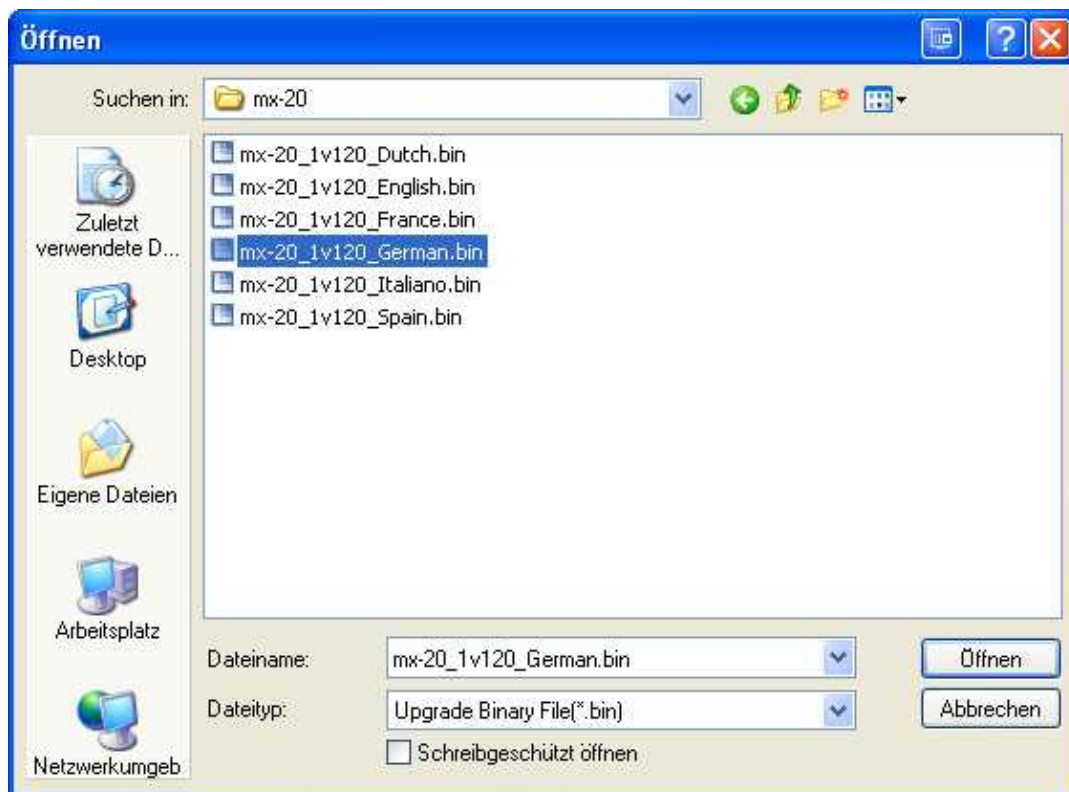 Öffnen
Suchen in:
mx-20
mx-20_1v120_Dutch.bin
mx-20_1v120_English.bin
mx-20_1v120_France.bin
mx-20_1v120_German.bin
mx-20_1v120_Italiano.bin
mx-20_1v120_Spain.bin
Zuletzt
verwendete D...
Desktop
Eigene Dateien
Arbeitsplatz
Netzwerkumgeb
Dateiname:
mx-20_1v120_German.bin
Öffnen
Dateityp:
Upgrade Binary File(*.bin)
Abbrechen
Schreibgeschützt öffnen